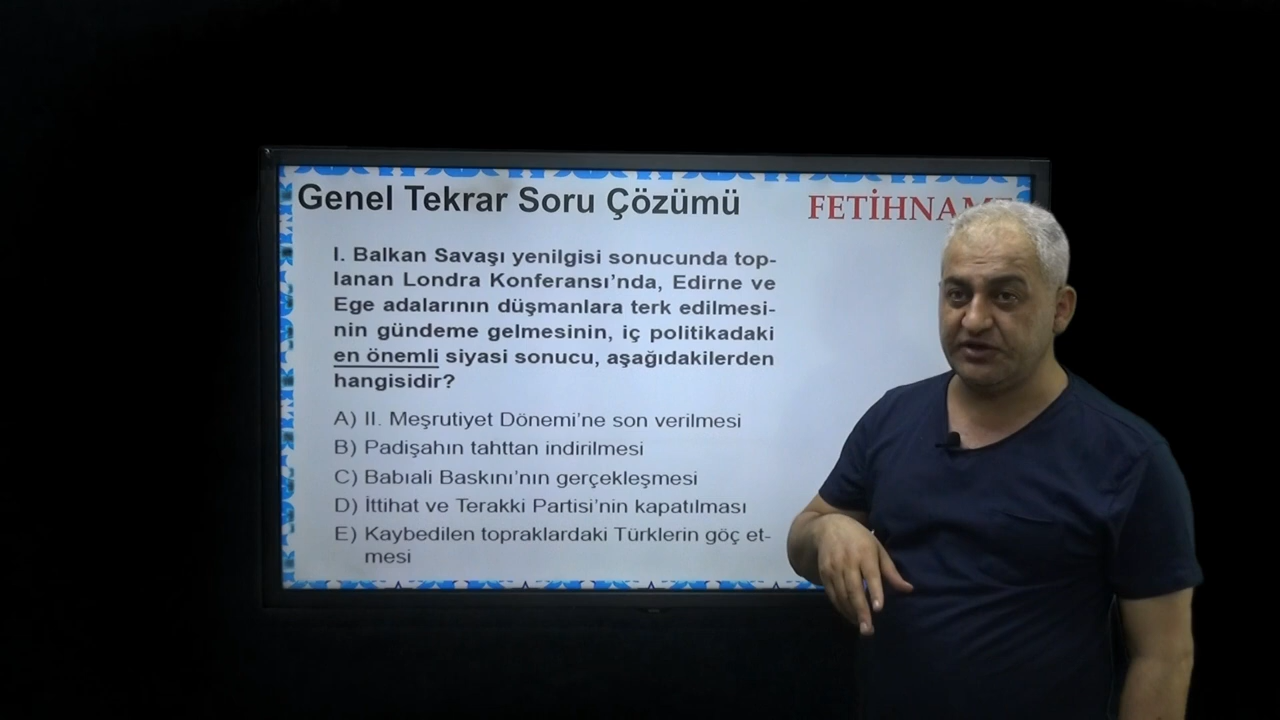 Genel Tekrar Soru Çözümü
I. Balkan Savaşı yenilgisi sonucunda top-
lanan Londra Konferansı’nda, Edirne ve
Ege adalarının düşmanlara terk edilmesi-
nin gündeme gelmesinin, iç politikadaki
en önemli siyasi sonucu, aşağıdakilerden
hangisidir?
A) II. Meşrutiyet Dönemi’ne son verilmesi
B) Padişahın tahttan indirilmesi
C) Babıali Baskını’nın gerçekleşmesi
D) İttihat ve Terakki Partisi’nin kapatılması
E) Kaybedilen topraklardaki Türklerin göç et-
mesi